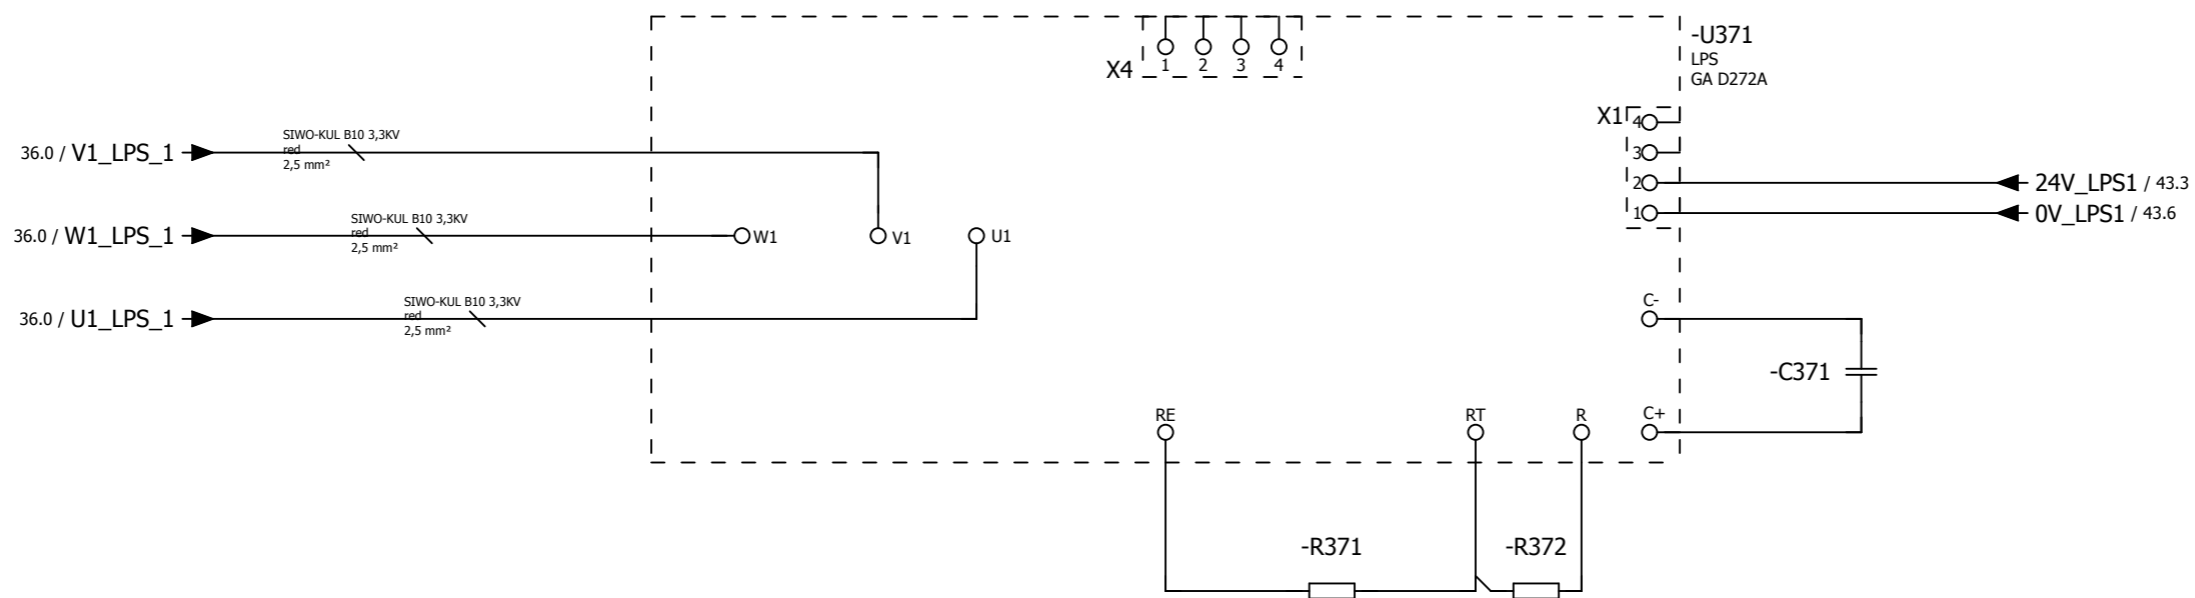 -U371
LPS
GA D272A
X4
1 2 3 4
X1
4
3
2
1
24V_LPS1 / 43.3
0V_LPS1 / 43.6
36.0 / V1_LPS_1
SIWO-KUL B10 3,3KV
red
2,5 mm²
36.0 / W1_LPS_1
SIWO-KUL B10 3,3KV
red
2,5 mm²
W1
V1
U1
36.0 / U1_LPS_1
SIWO-KUL B10 3,3KV
red
2,5 mm²
C-
-C371
RE
RT
R
C+
-R371
-R372